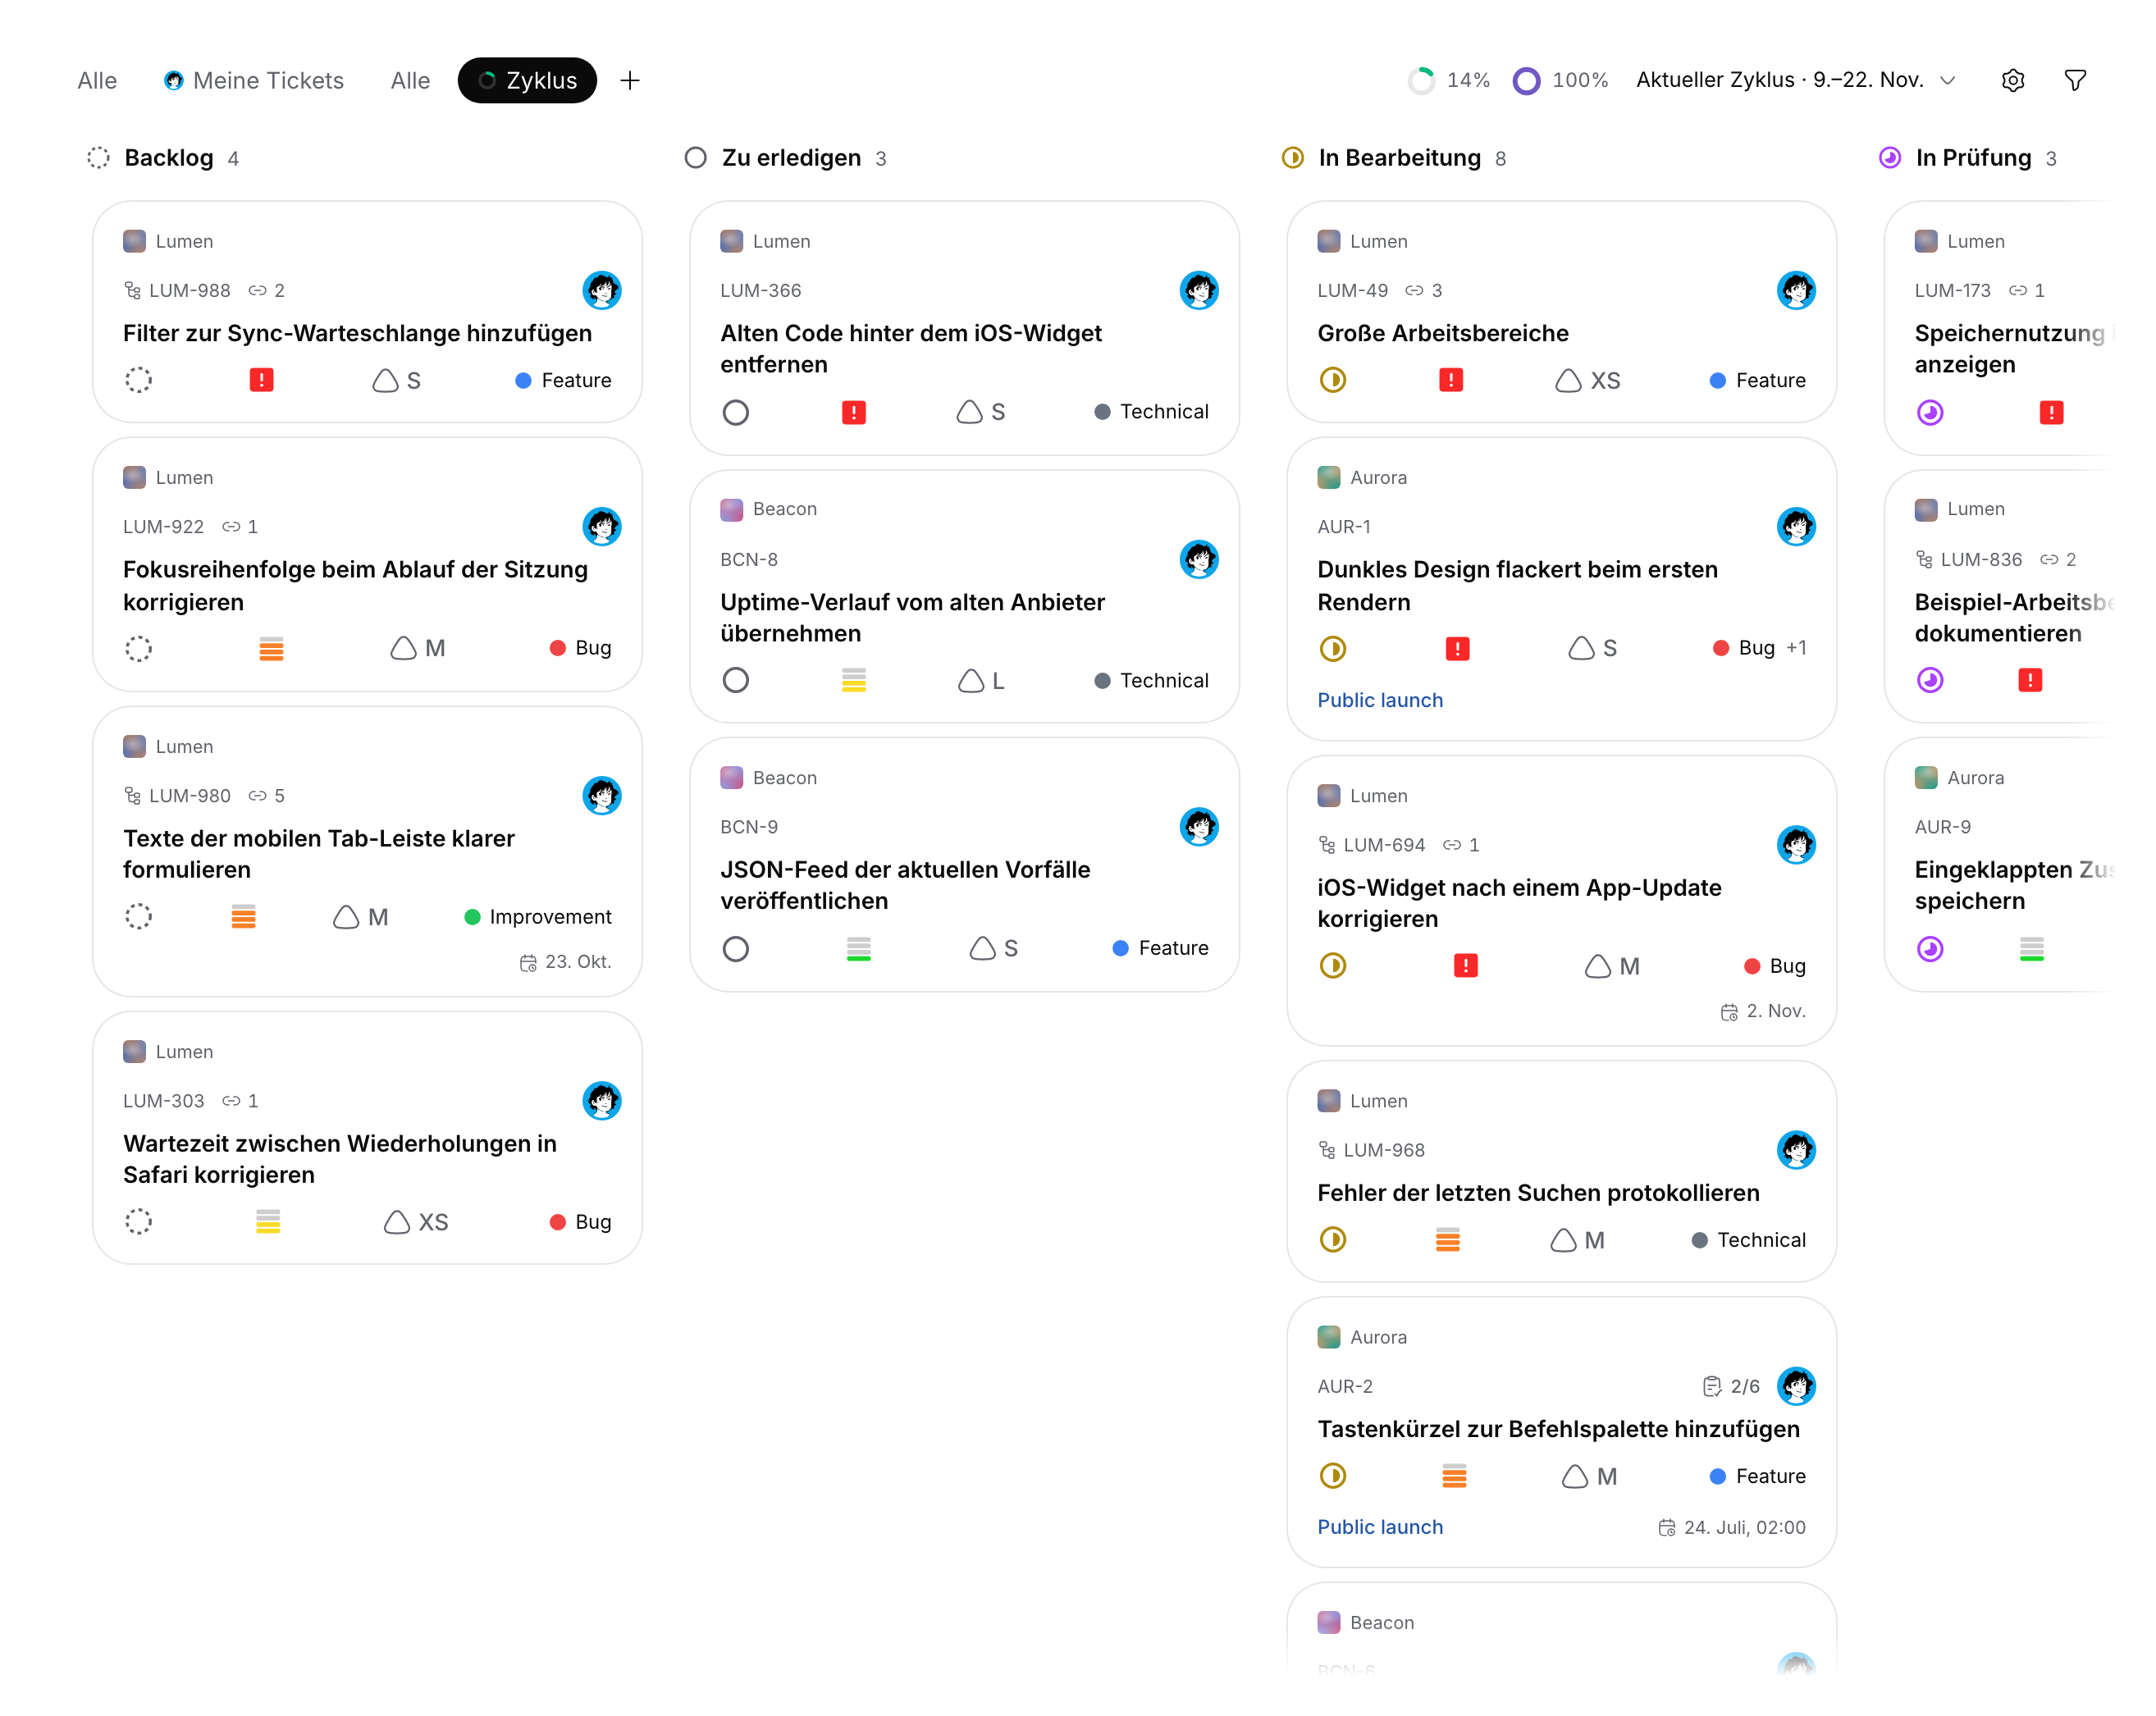 Alle
Meine Tickets
Alle
Zyklus
14%
100%
Aktueller Zyklus · 9.–22. Nov.
Backlog 4
Lumen
LUM-988 2
Filter zur Sync-Warteschlange hinzufügen
S
Feature
Lumen
LUM-922 1
Fokusreihenfolge beim Ablauf der Sitzung
korrigieren
M
Bug
Lumen
LUM-980 5
Texte der mobilen Tab-Leiste klarer
formulieren
M
Improvement
23. Okt.
Lumen
LUM-303 1
Wartezeit zwischen Wiederholungen in
Safari korrigieren
XS
Bug
Zu erledigen 3
Lumen
LUM-366
Alten Code hinter dem iOS-Widget
entfernen
S
Technical
Beacon
BCN-8
Uptime-Verlauf vom alten Anbieter
übernehmen
L
Technical
Beacon
BCN-9
JSON-Feed der aktuellen Vorfälle
veröffentlichen
S
Feature
In Bearbeitung 8
Lumen
LUM-49 3
Große Arbeitsbereiche
XS
Feature
Aurora
AUR-1
Dunkles Design flackert beim ersten
Rendern
S
Bug +1
Public launch
Lumen
LUM-694 1
iOS-Widget nach einem App-Update
korrigieren
M
Bug
2. Nov.
Lumen
LUM-968
Fehler der letzten Suchen protokollieren
M
Technical
Aurora
AUR-2
2/6
Tastenkürzel zur Befehlspalette hinzufügen
M
Feature
Public launch
24. Juli, 02:00
Beacon
BCN-6
In Prüfung 3
Lumen
LUM-173 1
Speichernutzung
anzeigen
Lumen
LUM-836 2
dokumentieren
Aurora
AUR-9
Eingeklappten
speichern